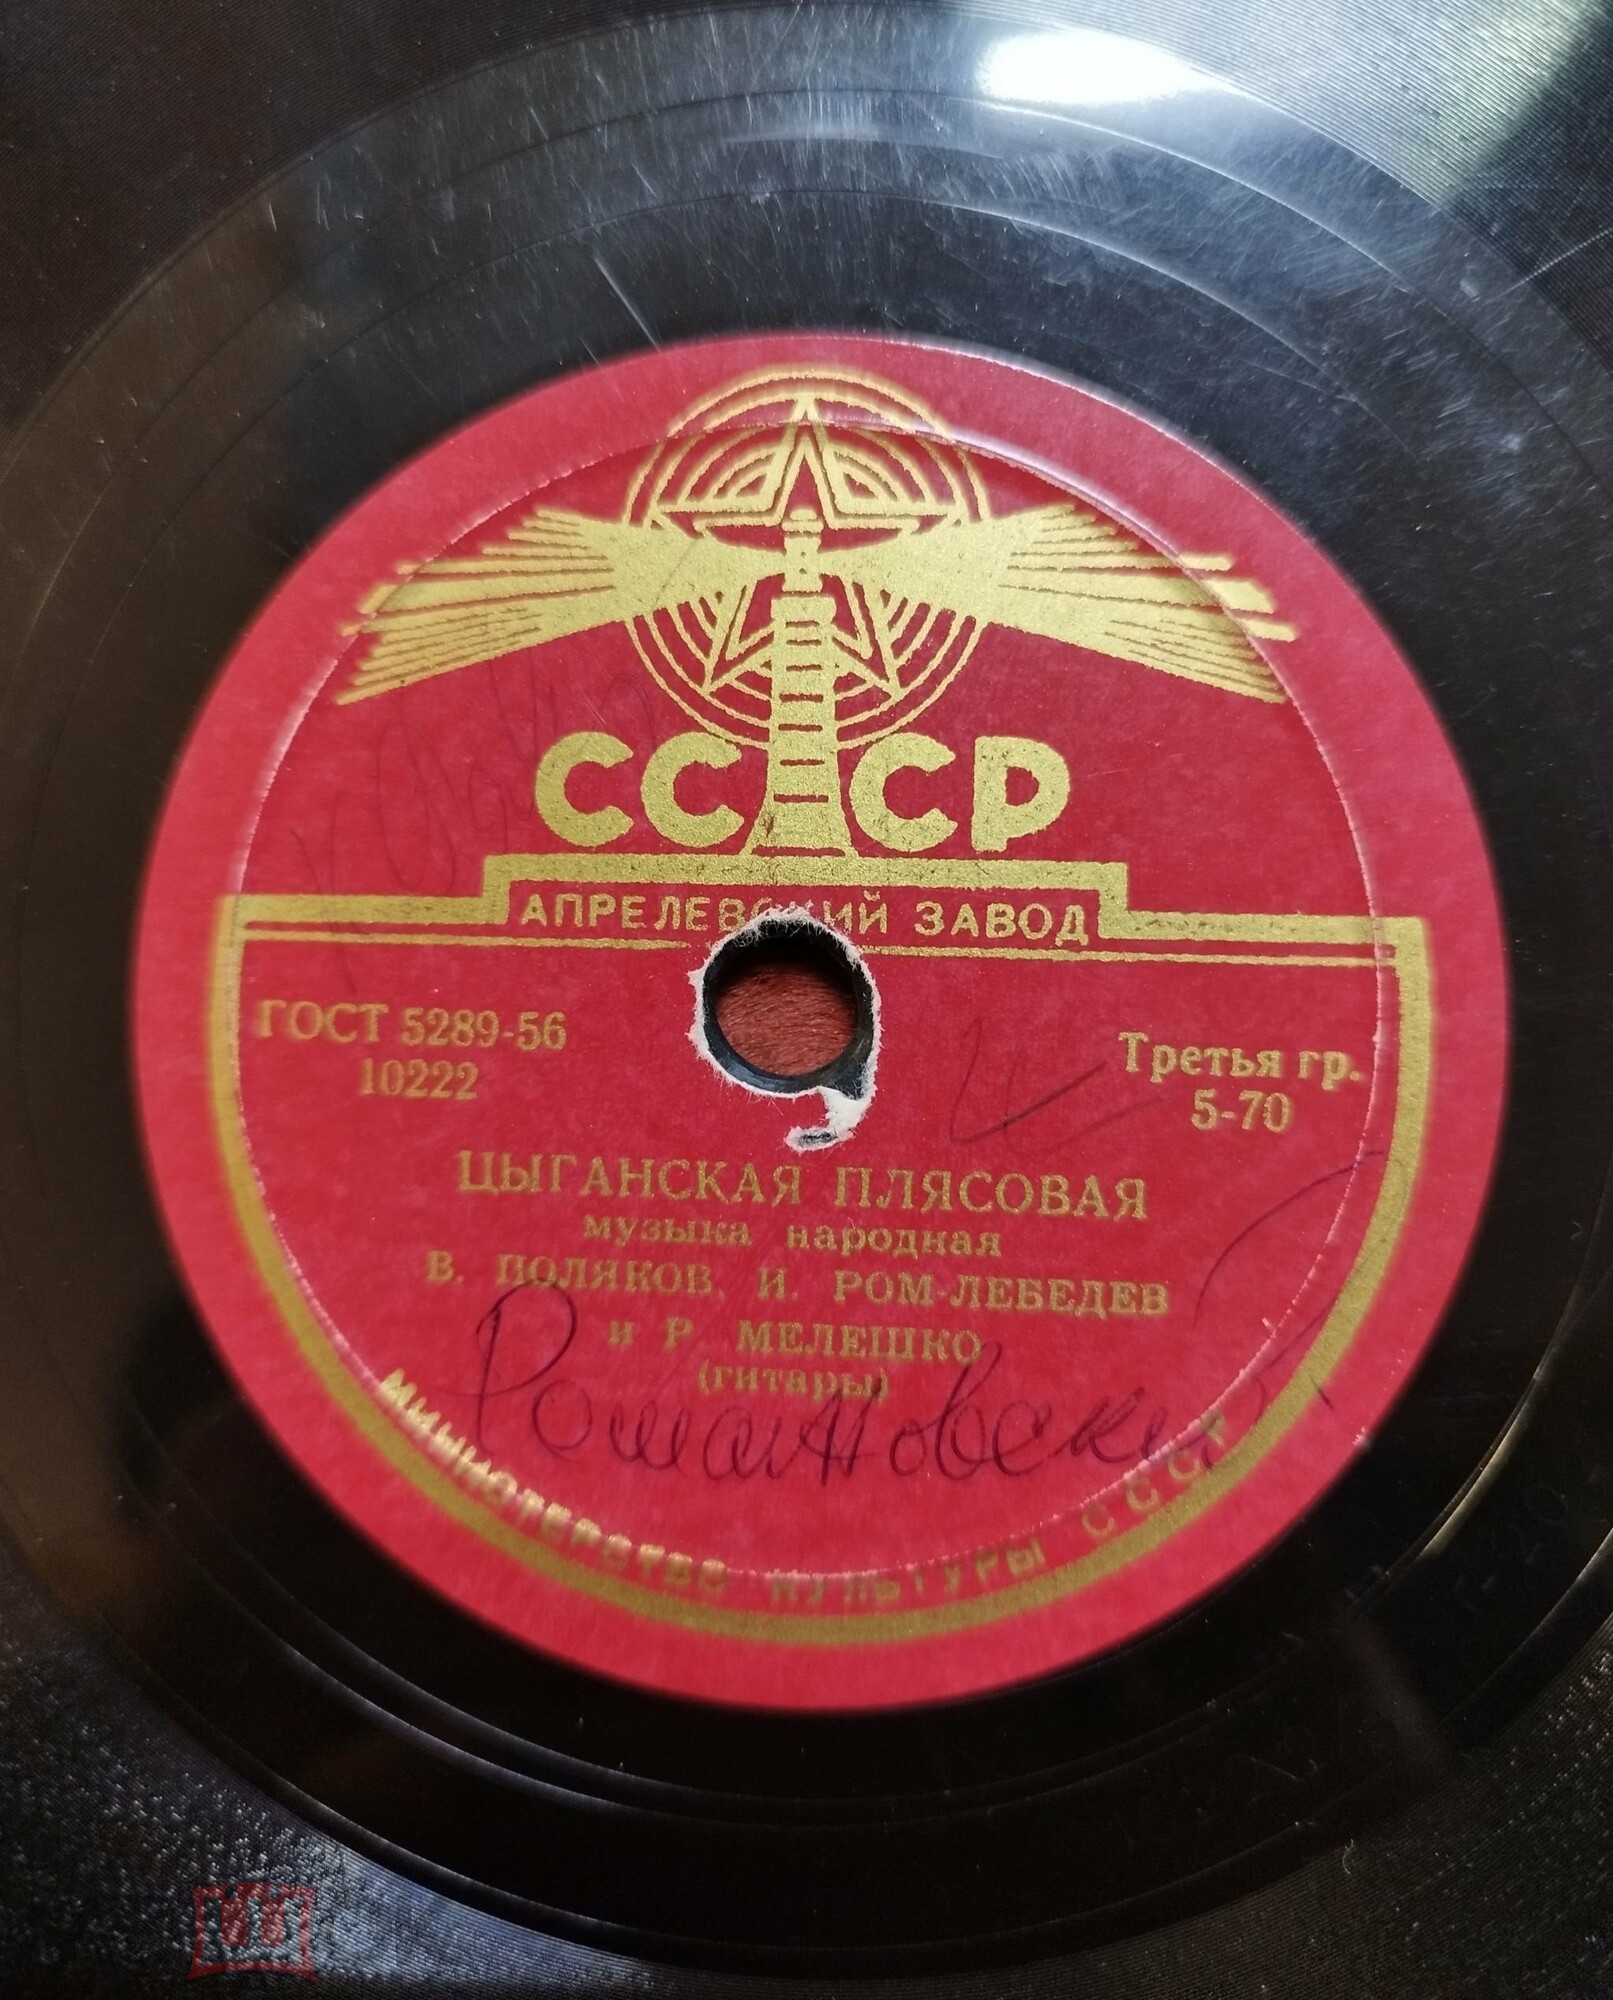 СССР
АПРЕЛЕВСКИЙ ЗАВОД
ГОСТ 5289-56
10222
Третья гр.
5-70
ЦЫГАНСКАЯ ПЛЯСОВАЯ
музыка народная
В. ПОЛЯКОВ, И. РОМ-ЛЕБЕДЕВ
и Р. МЕЛЕШКО
(гитары)
Романовский
МИНИСТЕРСТВО КУЛЬТУРЫ СССР